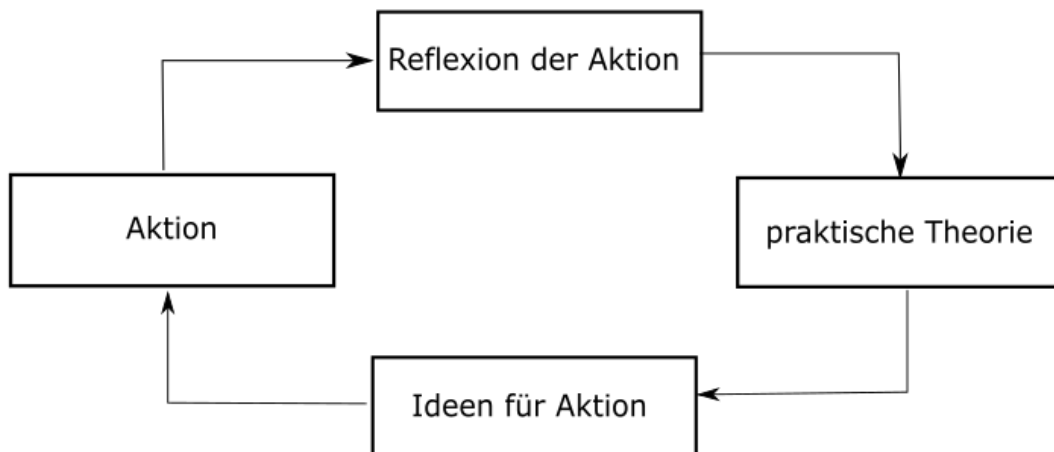 Reflexion der Aktion
Aktion
praktische Theorie
Ideen für Aktion